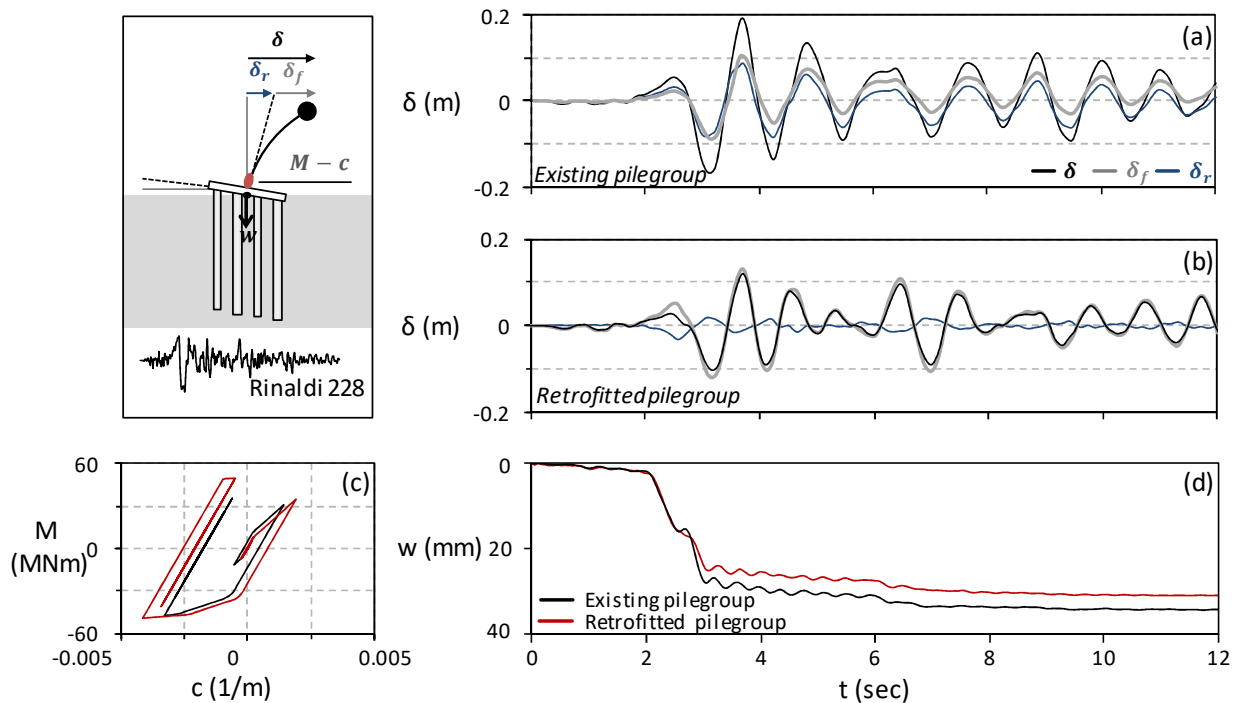 δ
δr δf
M − c
w
Rinaldi 228
0.2
(a)
0
δ (m)
Existing pilegroup
δ δf δr
-0.2
0.2
(b)
0
δ (m)
Retrofitted pilegroup
-0.2
60
(c)
M
(MNm)
0
-60
-0.005 0 0.005
c (1/m)
0
(d)
w (mm)
20
Existing pilegroup
Retrofitted pilegroup
40
0 2 4 6 8 10 12
t (sec)